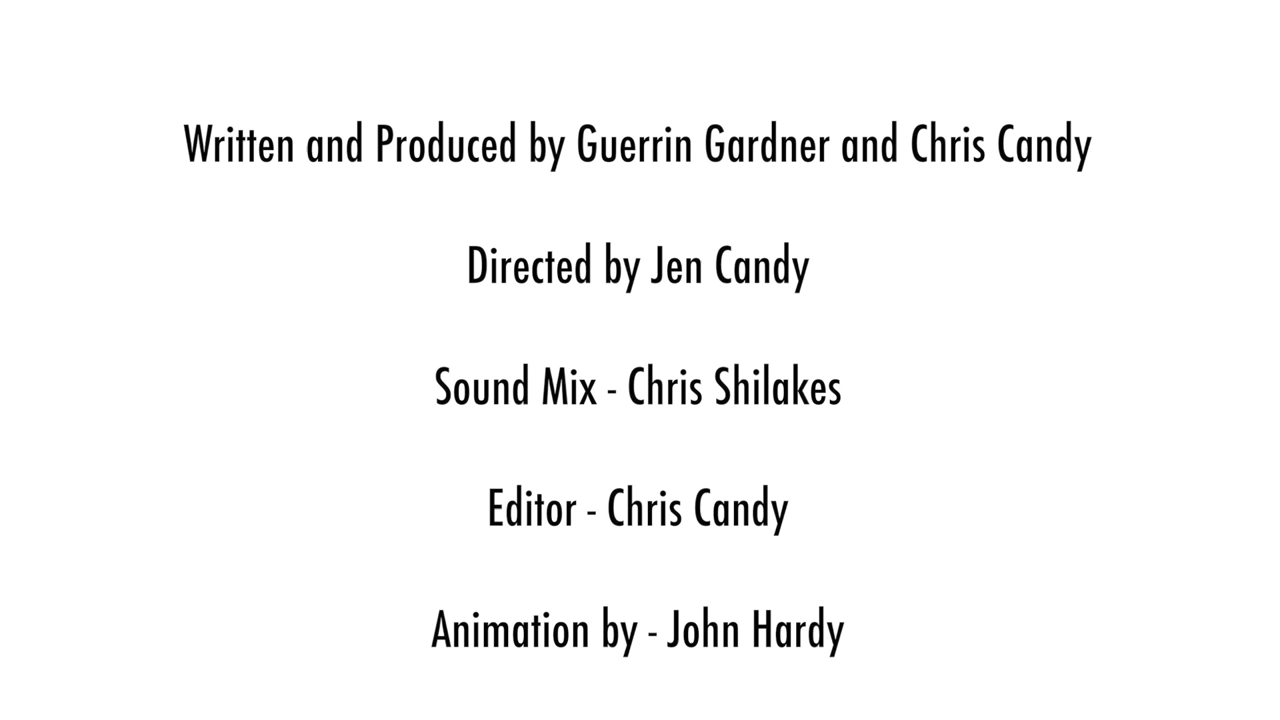 Written and Produced by Guerrin Gardner and Chris Candy
Directed by Jen Candy
Sound Mix - Chris Shilakes
Editor - Chris Candy
Animation by - John Hardy